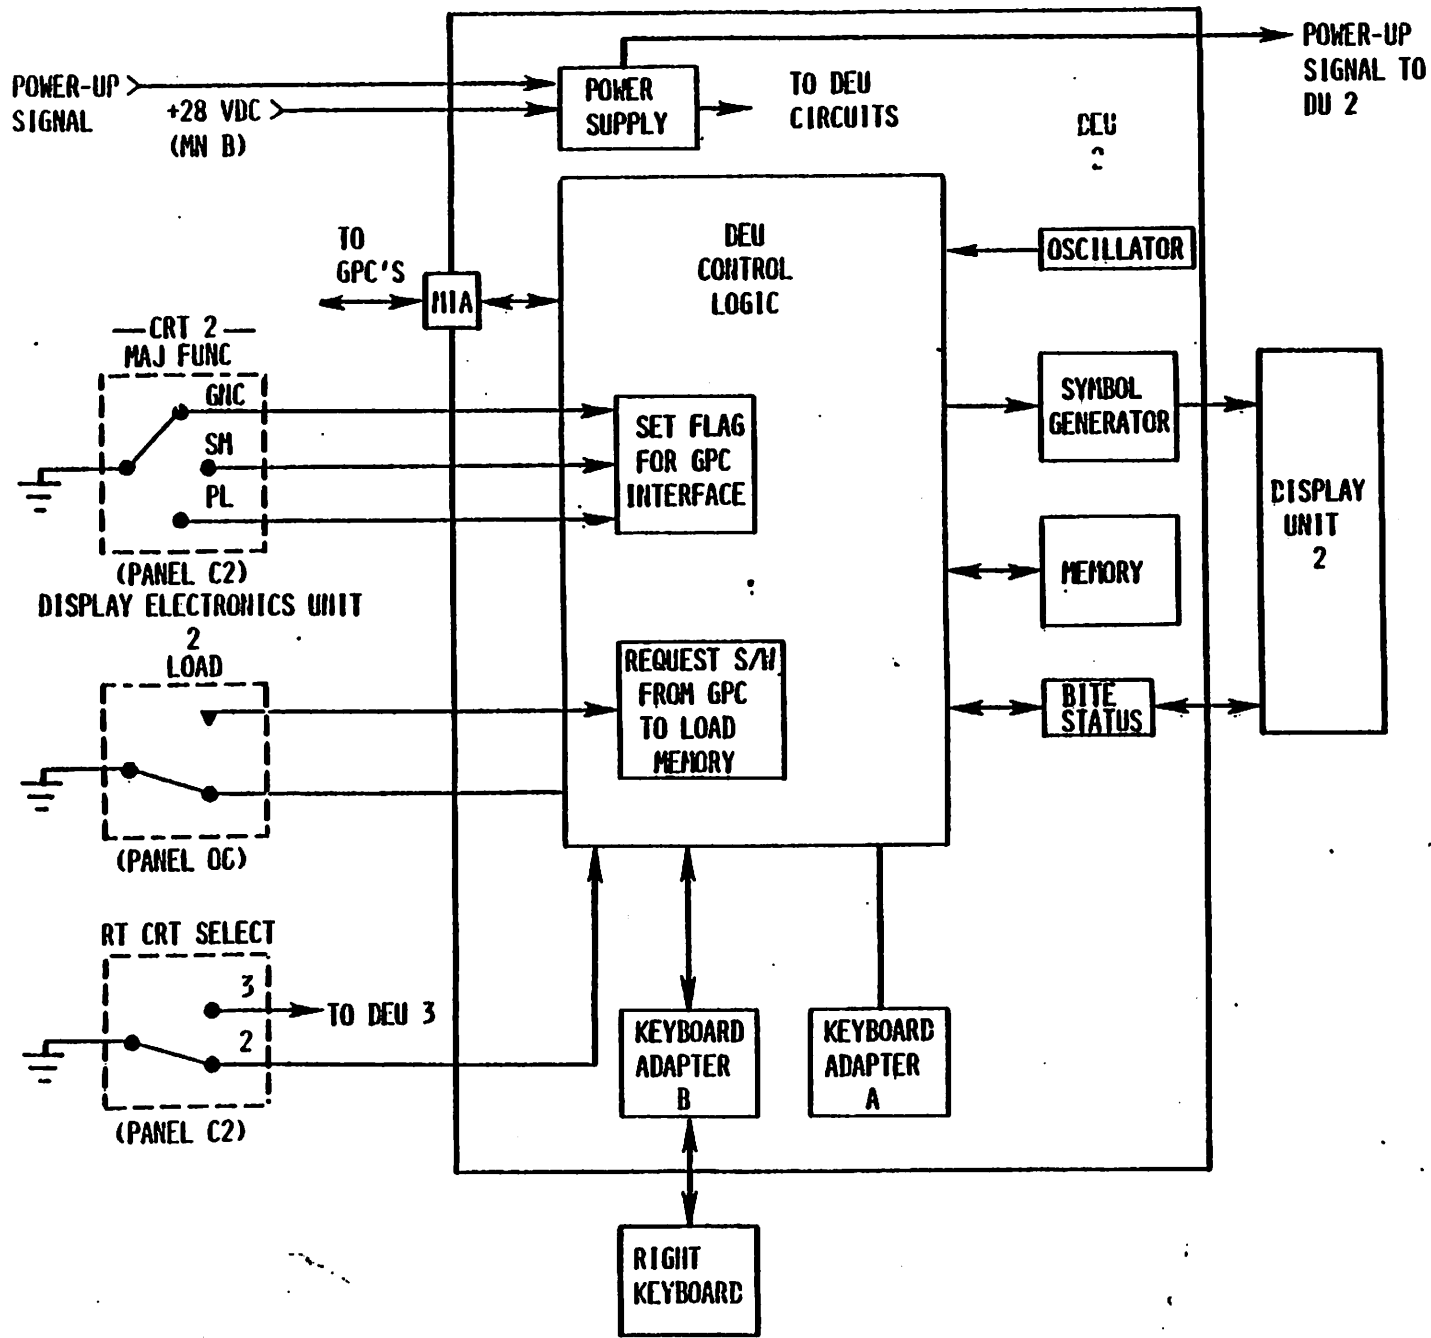 POWER-UP
SIGNAL
+28 VDC
(MN B)
POWER
SUPPLY
TO DEU
CIRCUITS
POWER-UP
SIGNAL TO
DU 2
DEU
2
TO
GPC'S
MIA
DEU
CONTROL
LOGIC
OSCILLATOR
CRT 2
MAJ FUNC
GNC
SM
PL
(PANEL C2)
SET FLAG
FOR GPC
INTERFACE
SYMBOL
GENERATOR
DISPLAY
UNIT
2
MEMORY
DISPLAY ELECTRONICS UNIT
2
LOAD
(PANEL O6)
REQUEST S/W
FROM GPC
TO LOAD
MEMORY
BITE
STATUS
RT CRT SELECT
3
2
TO DEU 3
(PANEL C2)
KEYBOARD
ADAPTER
B
KEYBOARD
ADAPTER
A
RIGHT
KEYBOARD